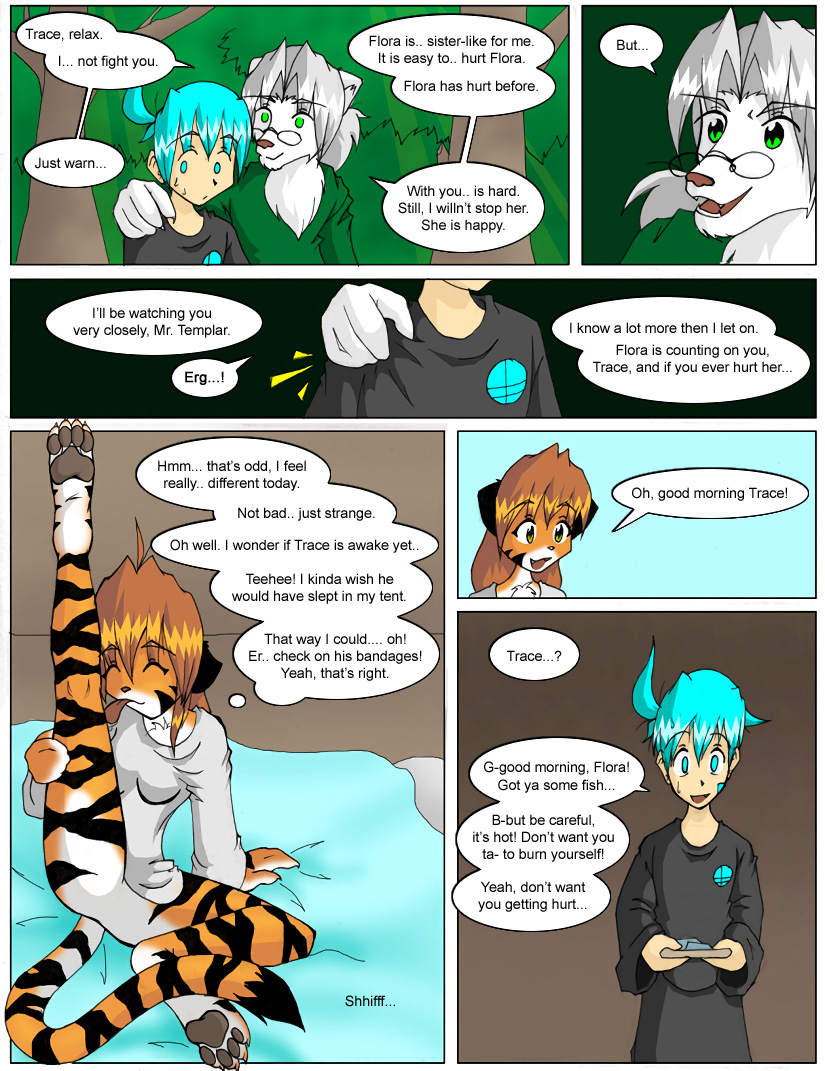 Trace, relax.
I... not fight you.
Just warn...
Flora is.. sister-like for me.
It is easy to.. hurt Flora.
Flora has hurt before.
With you.. is hard.
Still, I willn't stop her.
She is happy.
But...
I'll be watching you
very closely, Mr. Templar.
Erg...!
I know a lot more then I let on.
Flora is counting on you,
Trace, and if you ever hurt her...
Hmm... that's odd, I feel
really.. different today.
Not bad.. just strange.
Oh well. I wonder if Trace is awake yet..
Teehee! I kinda wish he
would have slept in my tent.
That way I could.... oh!
Er.. check on his bandages!
Yeah, that's right.
Shhifff...
Oh, good morning Trace!
Trace...?
G-good morning, Flora!
Got ya some fish...
B-but be careful,
it's hot! Don't want you
ta- to burn yourself!
Yeah, don't want
you getting hurt...